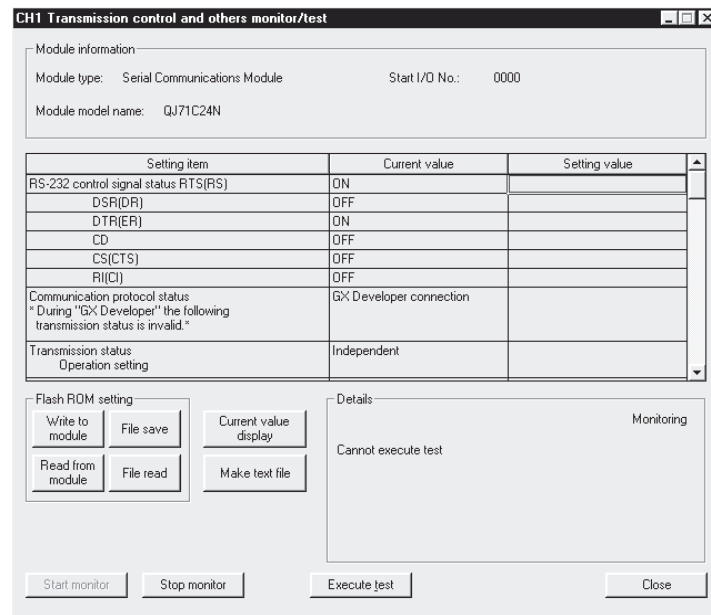 CH1 Transmission control and others monitor/test
Module information
Module type: Serial Communications Module Start I/O No.: 0000
Module model name: QJ71C24N
Setting item Current value Setting value
RS-232 control signal status RTS(RS) ON
DSR(DR) OFF
DTR(ER) ON
CD OFF
CS(CTS) OFF
RI(CI) OFF
Communication protocol status GX Developer connection
* During "GX Developer" the following
transmission status is invalid.*
Transmission status Independent
Operation setting
Flash ROM setting
Write to
module
File save
Current value
display
Read from
module
File read
Make text file
Details
Monitoring
Cannot execute test
Start monitor Stop monitor Execute test Close